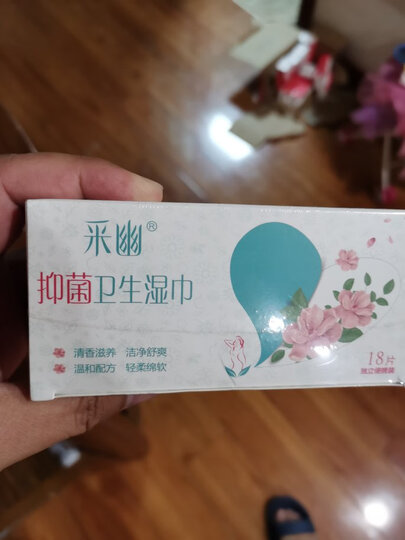 采幽®
抑菌卫生湿巾
清香滋养 洁净舒爽
温和配方 轻柔绵软
18片
独立便携装